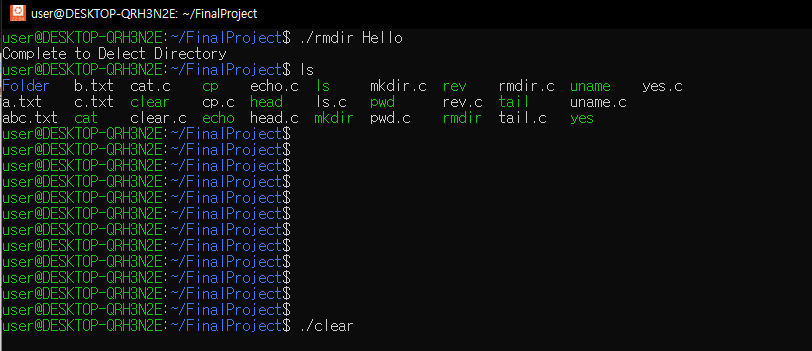 user@DESKTOP-QRH3N2E: ~/FinalProject
user@DESKTOP-QRH3N2E:~/FinalProject$ ./rmdir Hello
Complete to Delect Directory
user@DESKTOP-QRH3N2E:~/FinalProject$ ls
Folder b.txt cat.c cp echo.c ls mkdir.c rev rmdir.c uname yes.c
a.txt c.txt clear cp.c head ls.c pwd rev.c tail uname.c
abc.txt cat clear.c echo head.c mkdir pwd.c rmdir tail.c yes
user@DESKTOP-QRH3N2E:~/FinalProject$
user@DESKTOP-QRH3N2E:~/FinalProject$
user@DESKTOP-QRH3N2E:~/FinalProject$
user@DESKTOP-QRH3N2E:~/FinalProject$
user@DESKTOP-QRH3N2E:~/FinalProject$
user@DESKTOP-QRH3N2E:~/FinalProject$
user@DESKTOP-QRH3N2E:~/FinalProject$
user@DESKTOP-QRH3N2E:~/FinalProject$
user@DESKTOP-QRH3N2E:~/FinalProject$
user@DESKTOP-QRH3N2E:~/FinalProject$
user@DESKTOP-QRH3N2E:~/FinalProject$
user@DESKTOP-QRH3N2E:~/FinalProject$
user@DESKTOP-QRH3N2E:~/FinalProject$ ./clear